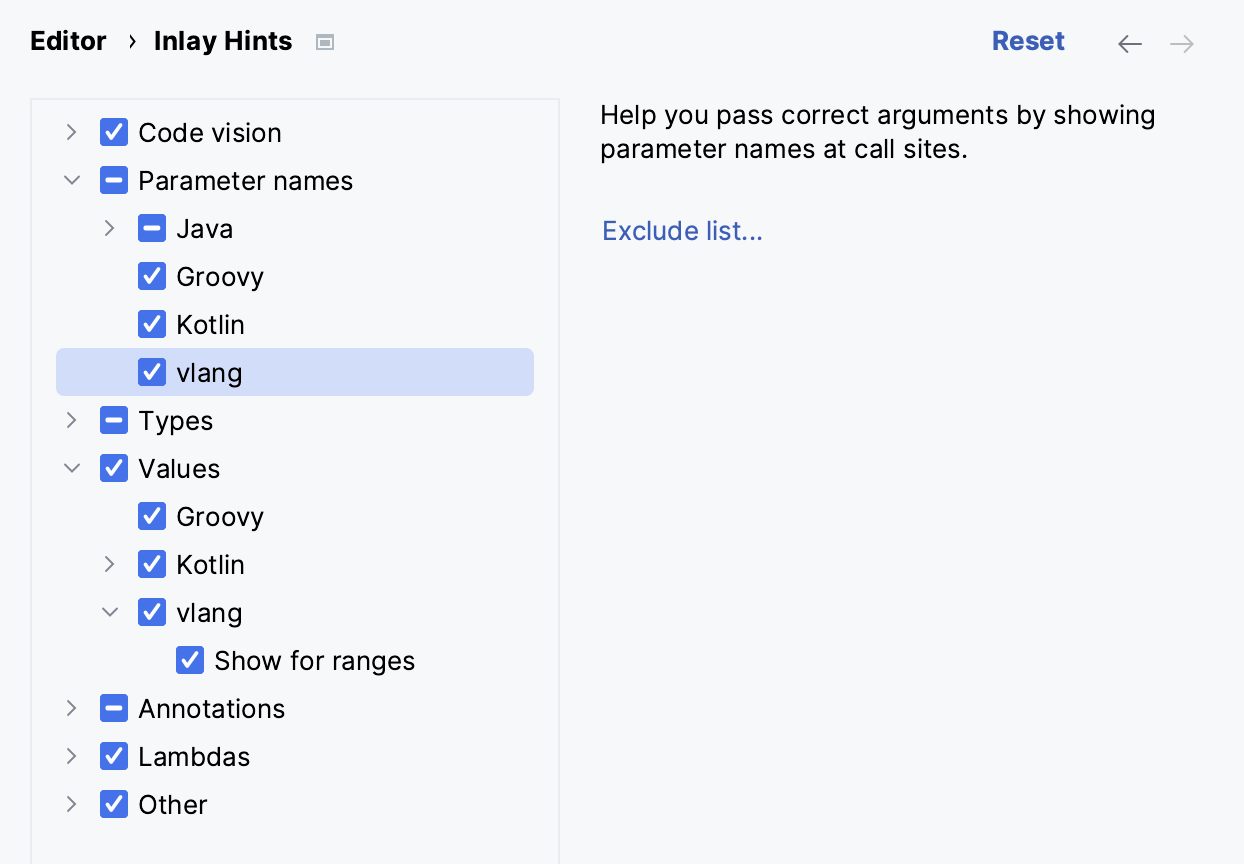 Editor › Inlay Hints
Reset
Code vision
Parameter names
Java
Groovy
Kotlin
vlang
Types
Values
Groovy
Kotlin
vlang
Show for ranges
Annotations
Lambdas
Other
Help you pass correct arguments by showing
parameter names at call sites.
Exclude list...